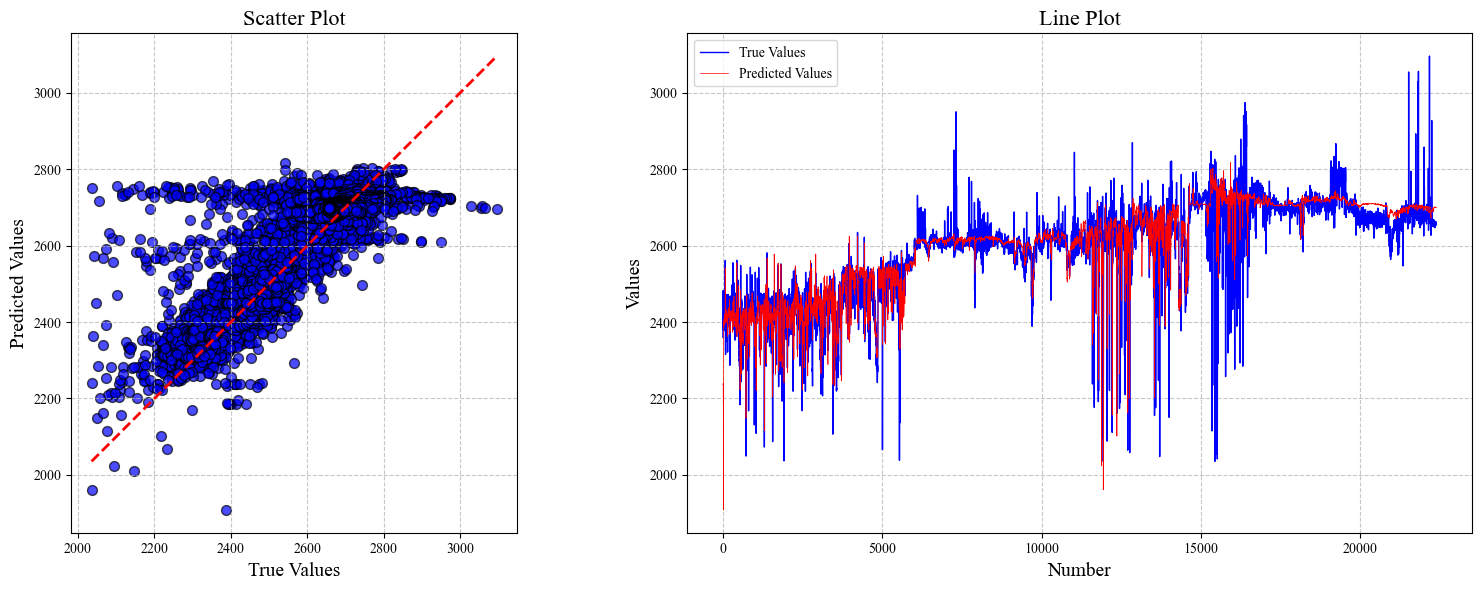 Scatter Plot
Predicted Values
3000
2800
2600
2400
2200
2000
2000 2200 2400 2600 2800 3000
True Values
Line Plot
True Values
Predicted Values
Values
3000
2800
2600
2400
2200
2000
0 5000 10000 15000 20000
Number